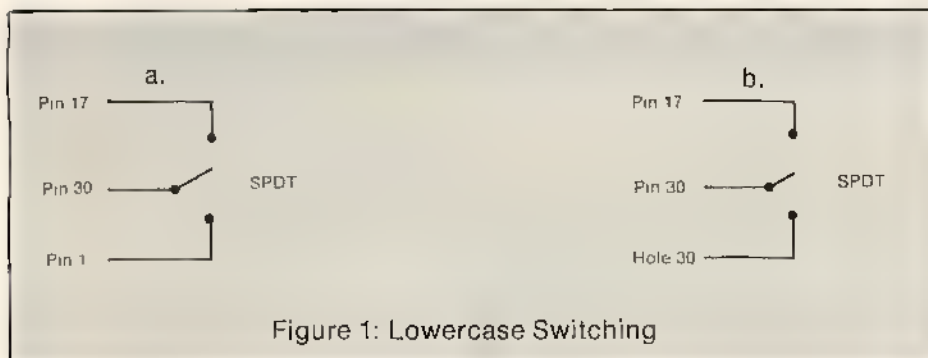 a.
Pin 17
Pin 30
SPDT
Pin 1
b.
Pin 17
Pin 30
SPDT
Hole 30
Figure 1: Lowercase Switching